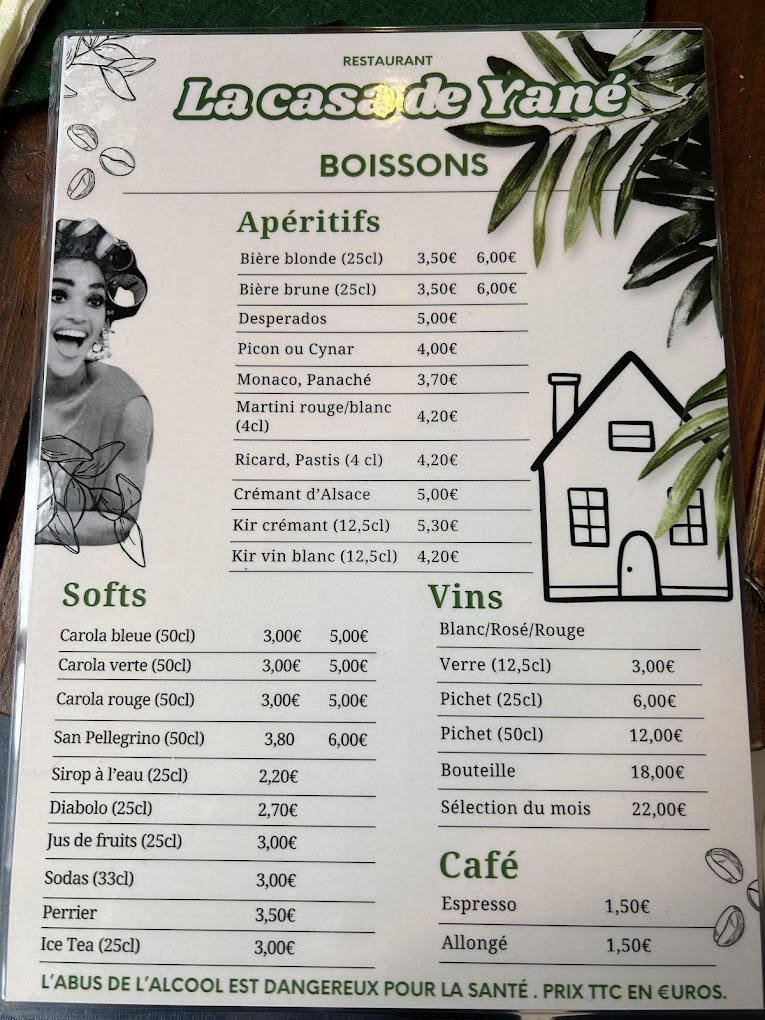 RESTAURANT
La casa de Yané
BOISSONS
Apéritifs
Bière blonde (25cl) 3,50€ 6,00€
Bière brune (25cl) 3,50€ 6,00€
Desperados 5,00€
Picon ou Cynar 4,00€
Monaco, Panaché 3,70€
Martini rouge/blanc
(4cl) 4,20€
Ricard, Pastis (4 cl) 4,20€
Crémant d'Alsace 5,00€
Kir crémant (12,5cl) 5,30€
Kir vin blanc (12,5cl) 4,20€
Softs
Carola bleue (50cl) 3,00€ 5,00€
Carola verte (50cl) 3,00€ 5,00€
Carola rouge (50cl) 3,00€ 5,00€
San Pellegrino (50cl) 3,80 6,00€
Sirop à l'eau (25cl) 2,20€
Diabolo (25cl) 2,70€
Jus de fruits (25cl) 3,00€
Sodas (33cl) 3,00€
Perrier 3,50€
Ice Tea (25cl) 3,00€
Vins
Blanc/Rosé/Rouge
Verre (12,5cl) 3,00€
Pichet (25cl) 6,00€
Pichet (50cl) 12,00€
Bouteille 18,00€
Sélection du mois 22,00€
Café
Espresso 1,50€
Allongé 1,50€
L'ABUS DE L'ALCOOL EST DANGEREUX POUR LA SANTÉ . PRIX TTC EN €UROS.